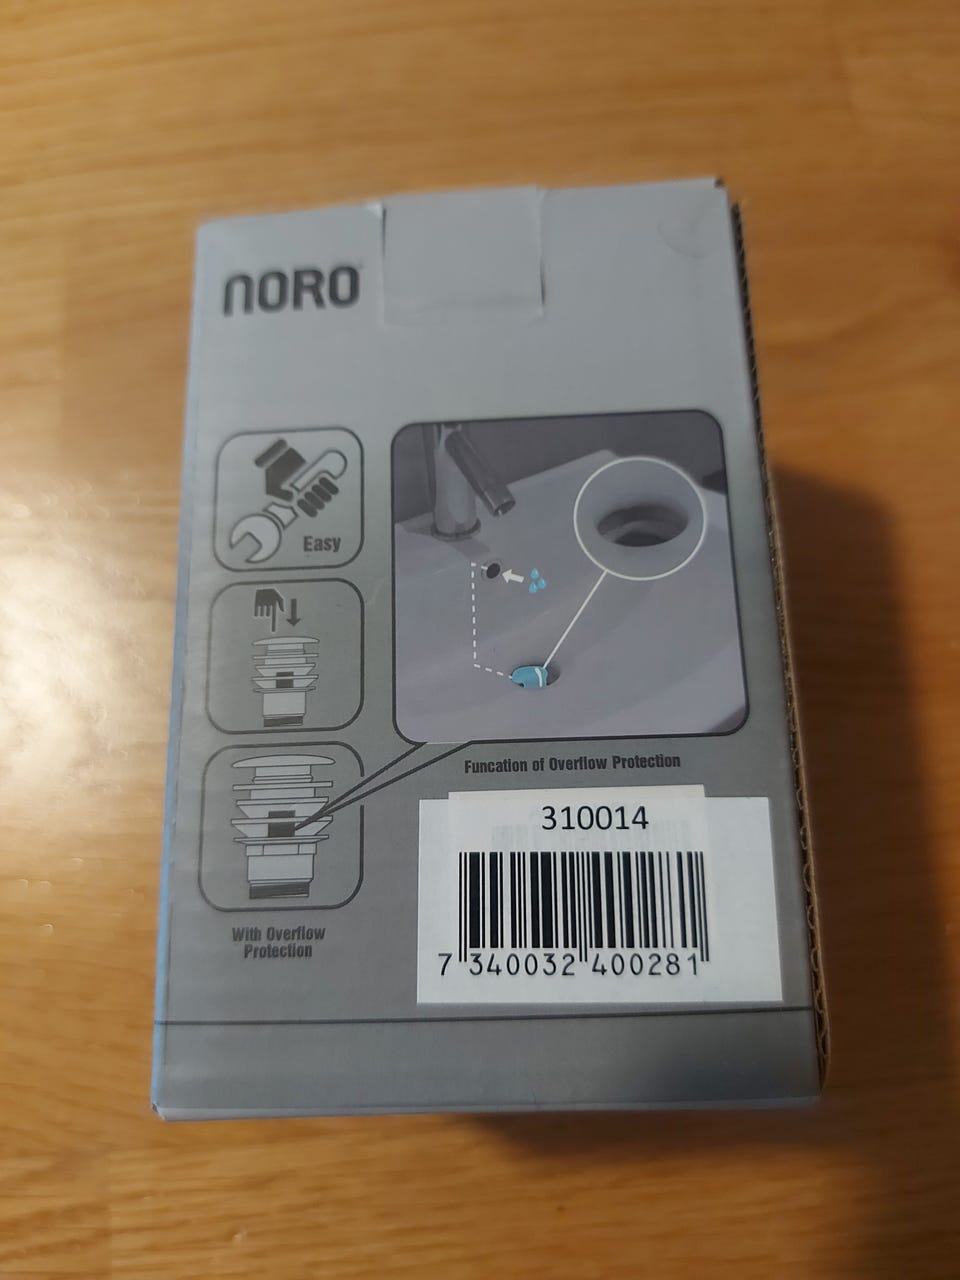 noro
Easy
Funcation of Overflow Protection
310014
7 340032 400281
With Overflow
Protection